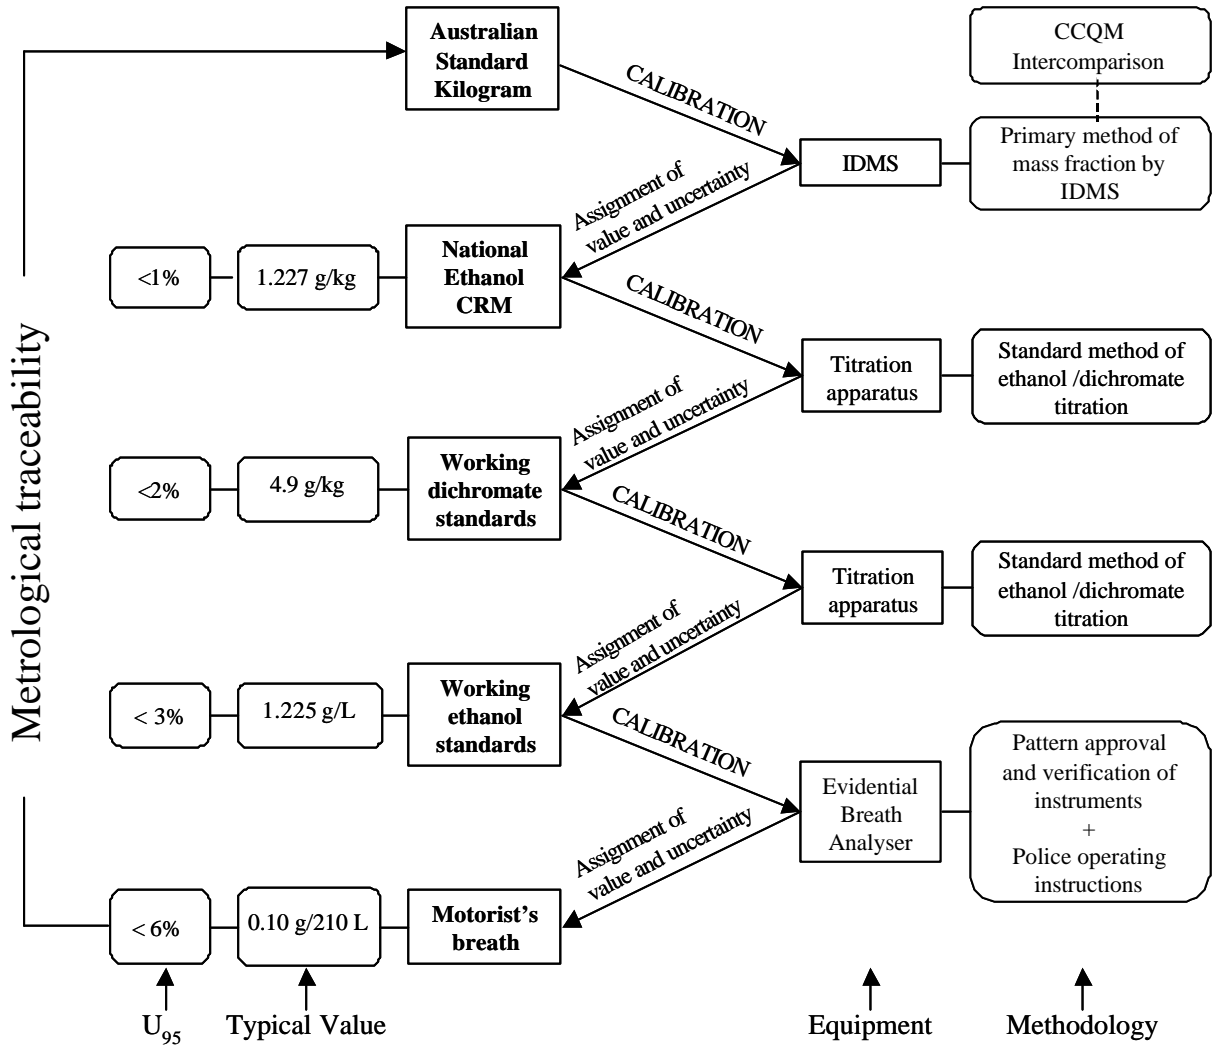 Australian
Standard
Kilogram
CALIBRATION
CCQM
Intercomparison
IDMS
Primary method of
mass fraction by
IDMS
Assignment of
value and uncertainty
<1%
1.227 g/kg
National
Ethanol
CRM
CALIBRATION
Titration
apparatus
Standard method of
ethanol /dichromate
titration
Assignment of
value and uncertainty
Metrological traceability
<2%
4.9 g/kg
Working
dichromate
standards
CALIBRATION
Titration
apparatus
Standard method of
ethanol /dichromate
titration
Assignment of
value and uncertainty
< 3%
1.225 g/L
Working
ethanol
standards
CALIBRATION
Evidential
Breath
Analyser
Pattern approval
and verification of
instruments
+
Police operating
instructions
Assignment of
value and uncertainty
< 6%
0.10 g/210 L
Motorist's
breath
U95
Typical Value
Equipment
Methodology